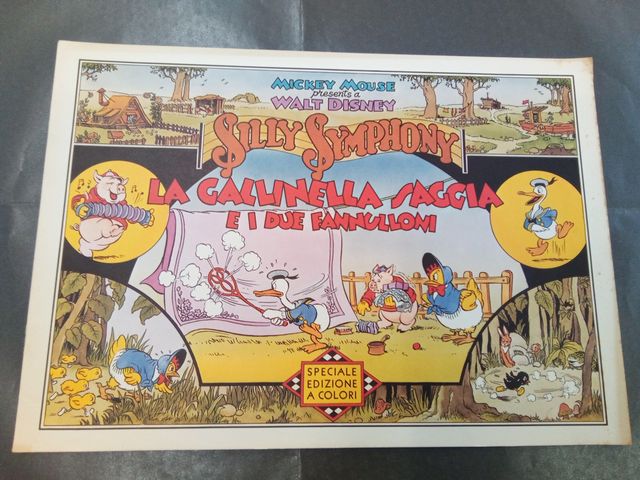 MICKEY MOUSE
presents a
WALT DISNEY
SILLY SYMPHONY
LA GALLINELLA SAGGIA
E I DUE FANNULLONI
SPECIALE
EDIZIONE
A COLORI